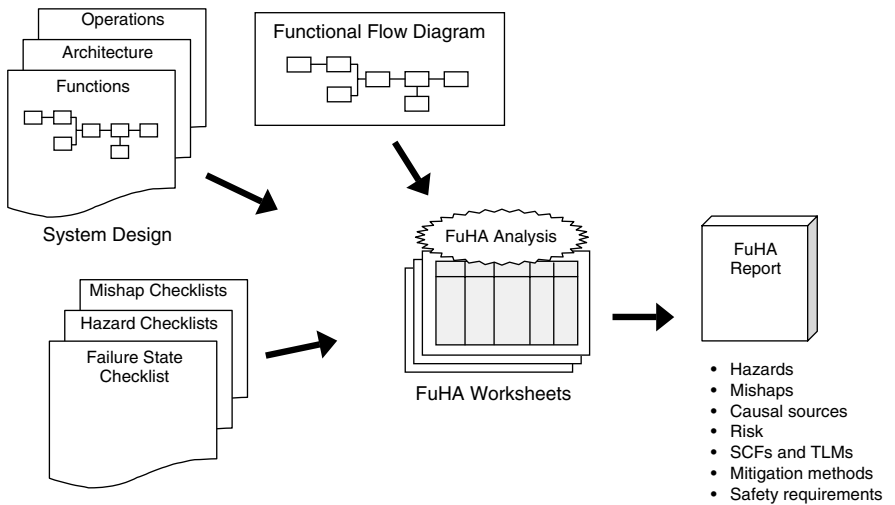 Operations
Architecture
Functions
System Design
Functional Flow Diagram
Mishap Checklists
Hazard Checklists
Failure State
Checklist
FuHA Analysis
FuHA Worksheets
FuHA
Report
• Hazards
• Mishaps
• Causal sources
• Risk
• SCFs and TLMs
• Mitigation methods
• Safety requirements